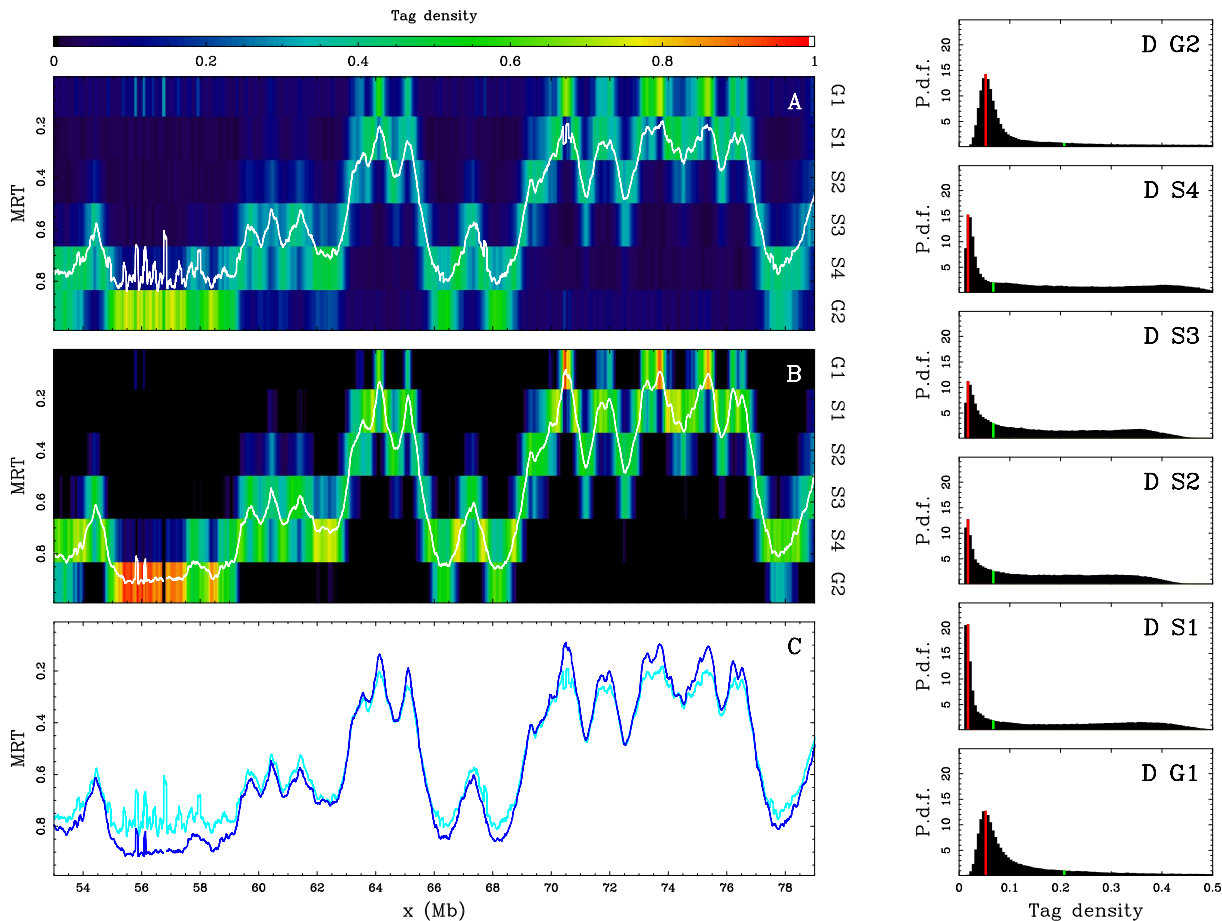 Tag density
0 0.2 0.4 0.6 0.8 1
A
G1
S1
S2
S3
S4
G2
MRT
0.2
0.4
0.6
0.8
B
G1
S1
S2
S3
S4
G2
MRT
0.2
0.4
0.6
0.8
C
MRT
0.2
0.4
0.6
0.8
54 56 58 60 62 64 66 68 70 72 74 76 78
x (Mb)
D G2
P.d.f.
20
15
10
5
D S4
P.d.f.
20
15
10
5
D S3
P.d.f.
20
15
10
5
D S2
P.d.f.
20
15
10
5
D S1
P.d.f.
20
15
10
5
D G1
P.d.f.
20
15
10
5
0 0.1 0.2 0.3 0.4 0.5
Tag density